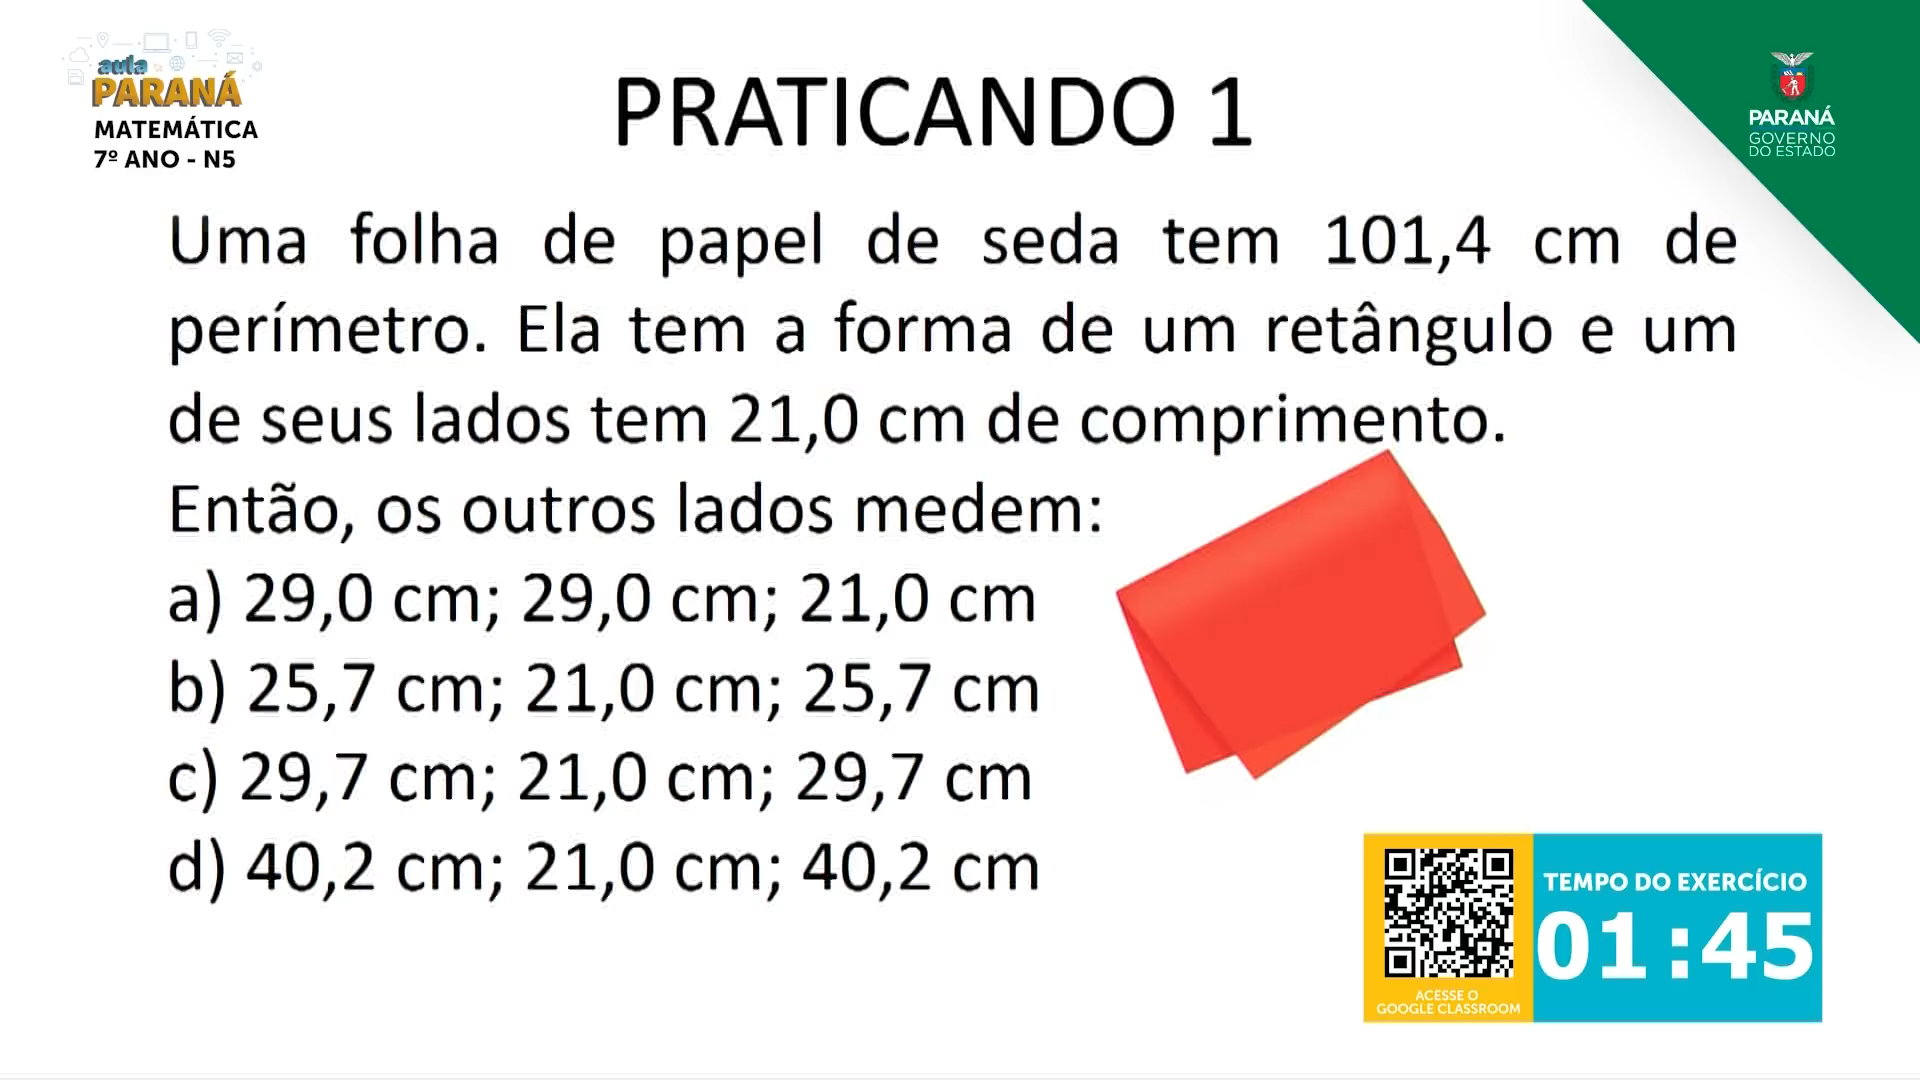 aula
PARANÁ
MATEMÁTICA
7º ANO - N5
PRATICANDO 1
PARANÁ
GOVERNO
DO ESTADO
Uma folha de papel de seda tem 101,4 cm de
perímetro. Ela tem a forma de um retângulo e um
de seus lados tem 21,0 cm de comprimento.
Então, os outros lados medem:
a) 29,0 cm; 29,0 cm; 21,0 cm
b) 25,7 cm; 21,0 cm; 25,7 cm
c) 29,7 cm; 21,0 cm; 29,7 cm
d) 40,2 cm; 21,0 cm; 40,2 cm
TEMPO DO EXERCÍCIO
01:45
ACESSE O
GOOGLE CLASSROOM